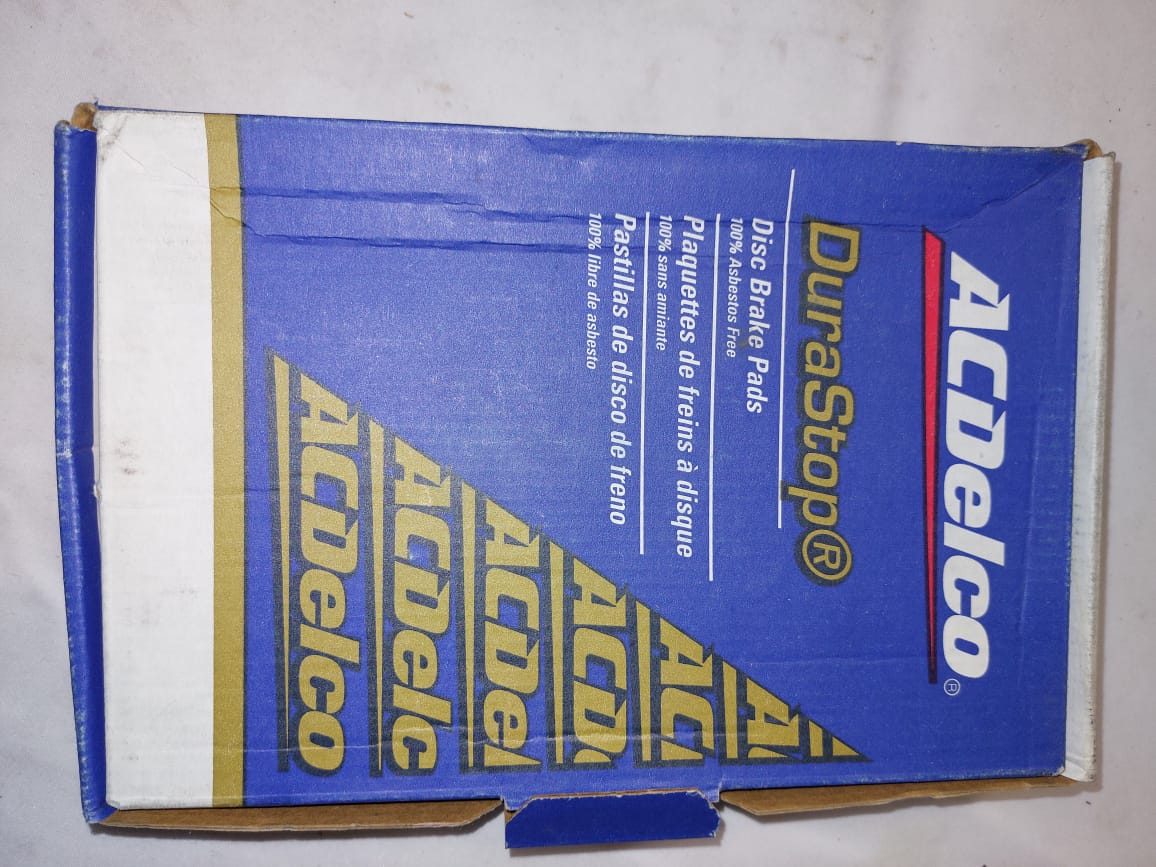 ACDelco®
DuraStop®
Disc Brake Pads
100% Asbestos Free
Plaquettes de freins à disque
100% sans amiante
Pastillas de disco de freno
100% libre de asbesto
A
AC
ACD
ACDel
ACDelc
ACDelco